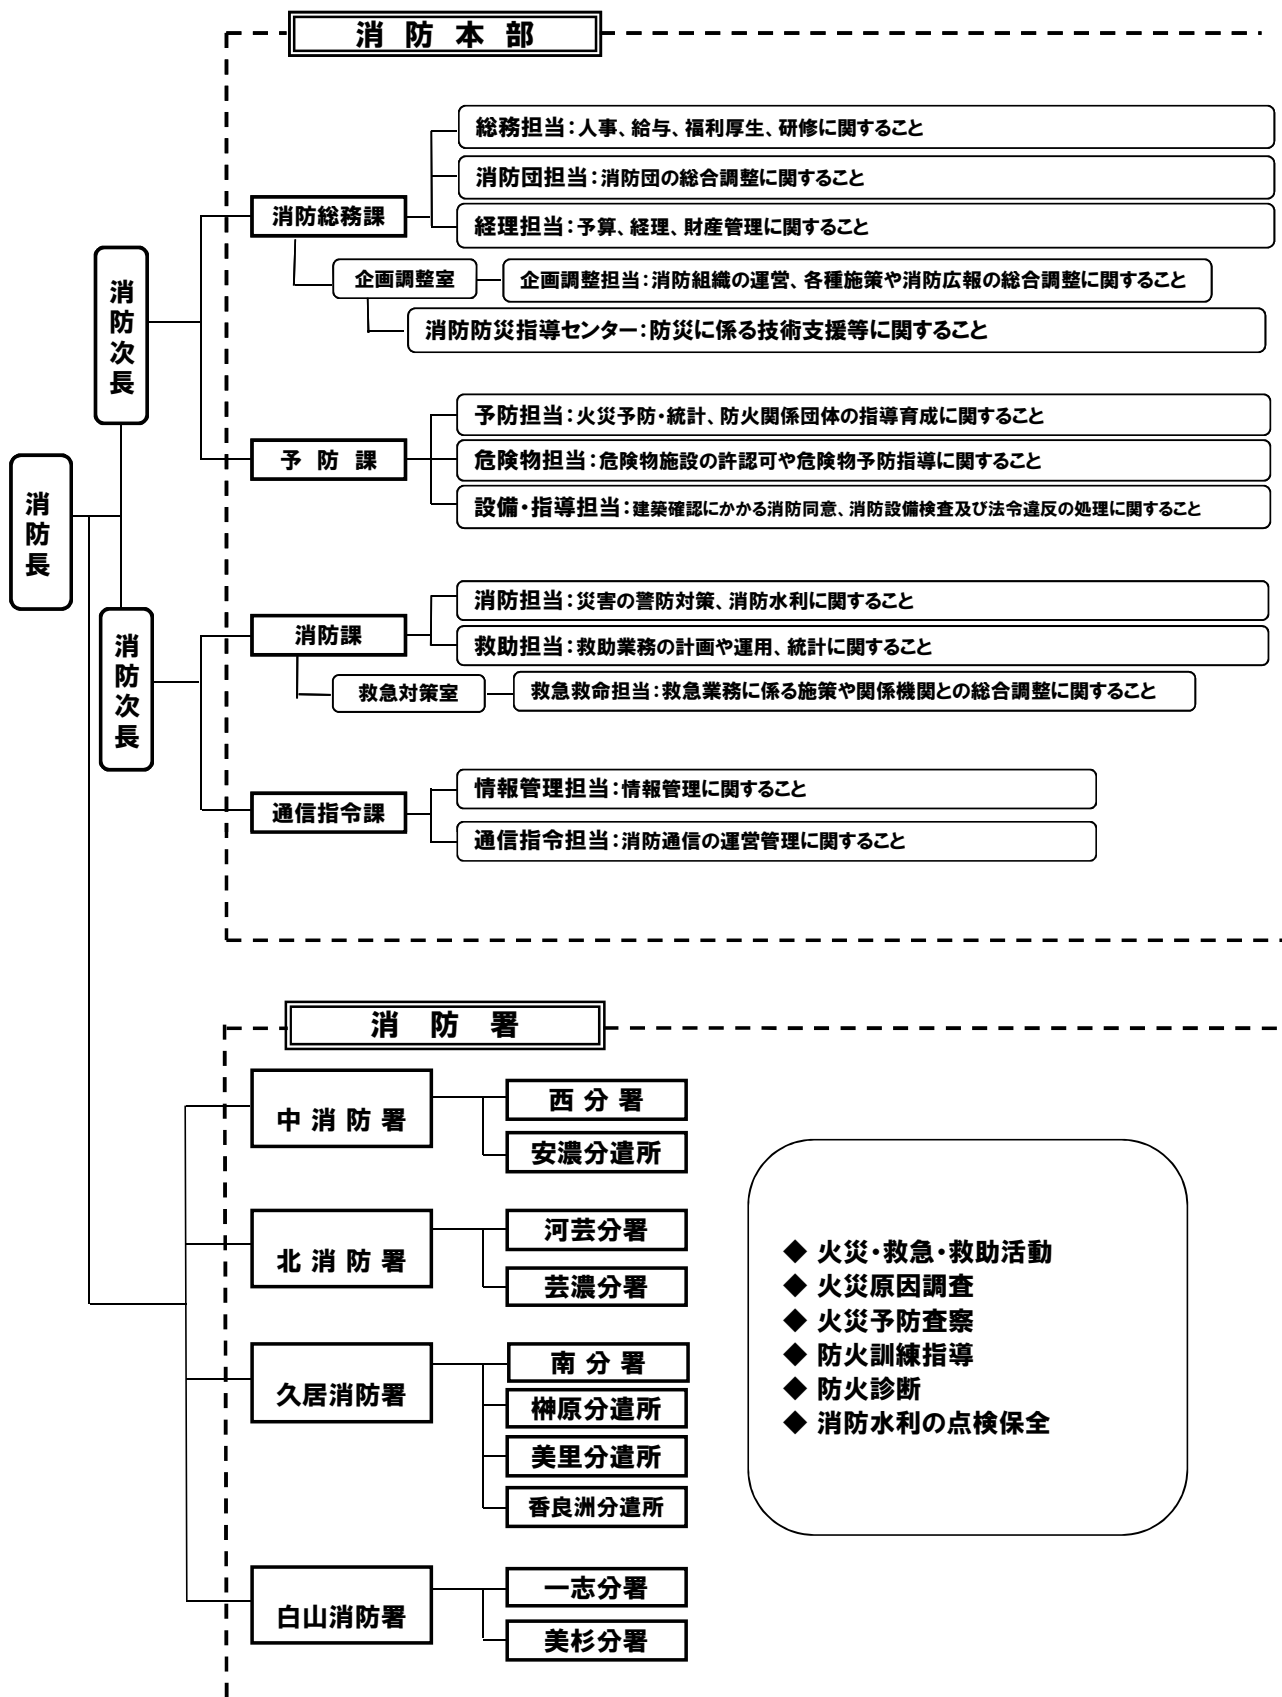 消防本部
総務担当：人事、給与、福利厚生、研修に関すること
消防団担当：消防団の総合調整に関すること
消防総務課
経理担当：予算、経理、財産管理に関すること
企画調整室
企画調整担当：消防組織の運営、各種施策や消防広報の総合調整に関すること
消防防災指導センター：防災に係る技術支援等に関すること
消防次長
予防担当：火災予防・統計、防火関係団体の指導育成に関すること
予防課
危険物担当：危険物施設の許認可や危険物予防指導に関すること
設備・指導担当：建築確認にかかる消防同意、消防設備検査及び法令違反の処理に関すること
消防長
消防担当：災害の警防対策、消防水利に関すること
消防課
救助担当：救助業務の計画や運用、統計に関すること
救急対策室
救急救命担当：救急業務に係る施策や関係機関との総合調整に関すること
消防次長
情報管理担当：情報管理に関すること
通信指令課
通信指令担当：消防通信の運営管理に関すること
消防署
中消防署
西分署
安濃分遣所
北消防署
河芸分署
芸濃分署
久居消防署
南分署
榊原分遣所
美里分遣所
香良洲分遣所
白山消防署
一志分署
美杉分署
◆ 火災・救急・救助活動
◆ 火災原因調査
◆ 火災予防査察
◆ 防火訓練指導
◆ 防火診断
◆ 消防水利の点検保全